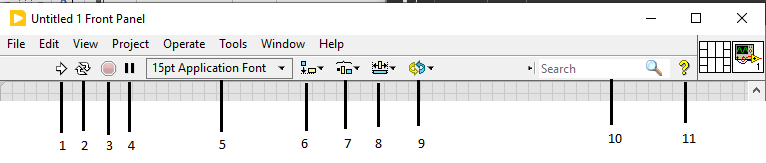 Untitled 1 Front Panel
File Edit View Project Operate Tools Window Help
15pt Application Font Search ? 1
1 2 3 4 5 6 7 8 9 10 11